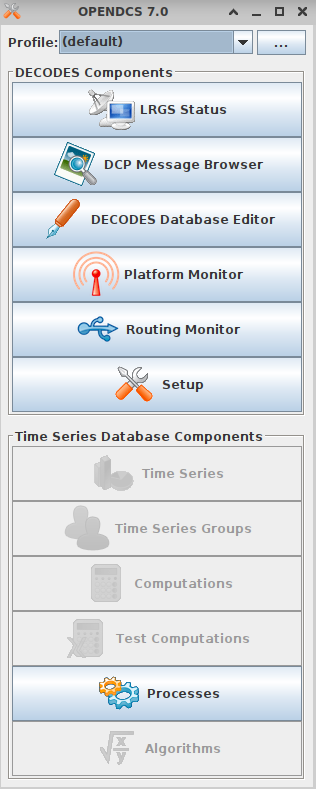 OPENDCS 7.0
Profile: (default) ...
DECODES Components
LRGS Status
DCP Message Browser
DECODES Database Editor
Platform Monitor
Routing Monitor
Setup
Time Series Database Components
Time Series
Time Series Groups
Computations
Test Computations
Processes
x
y
Algorithms